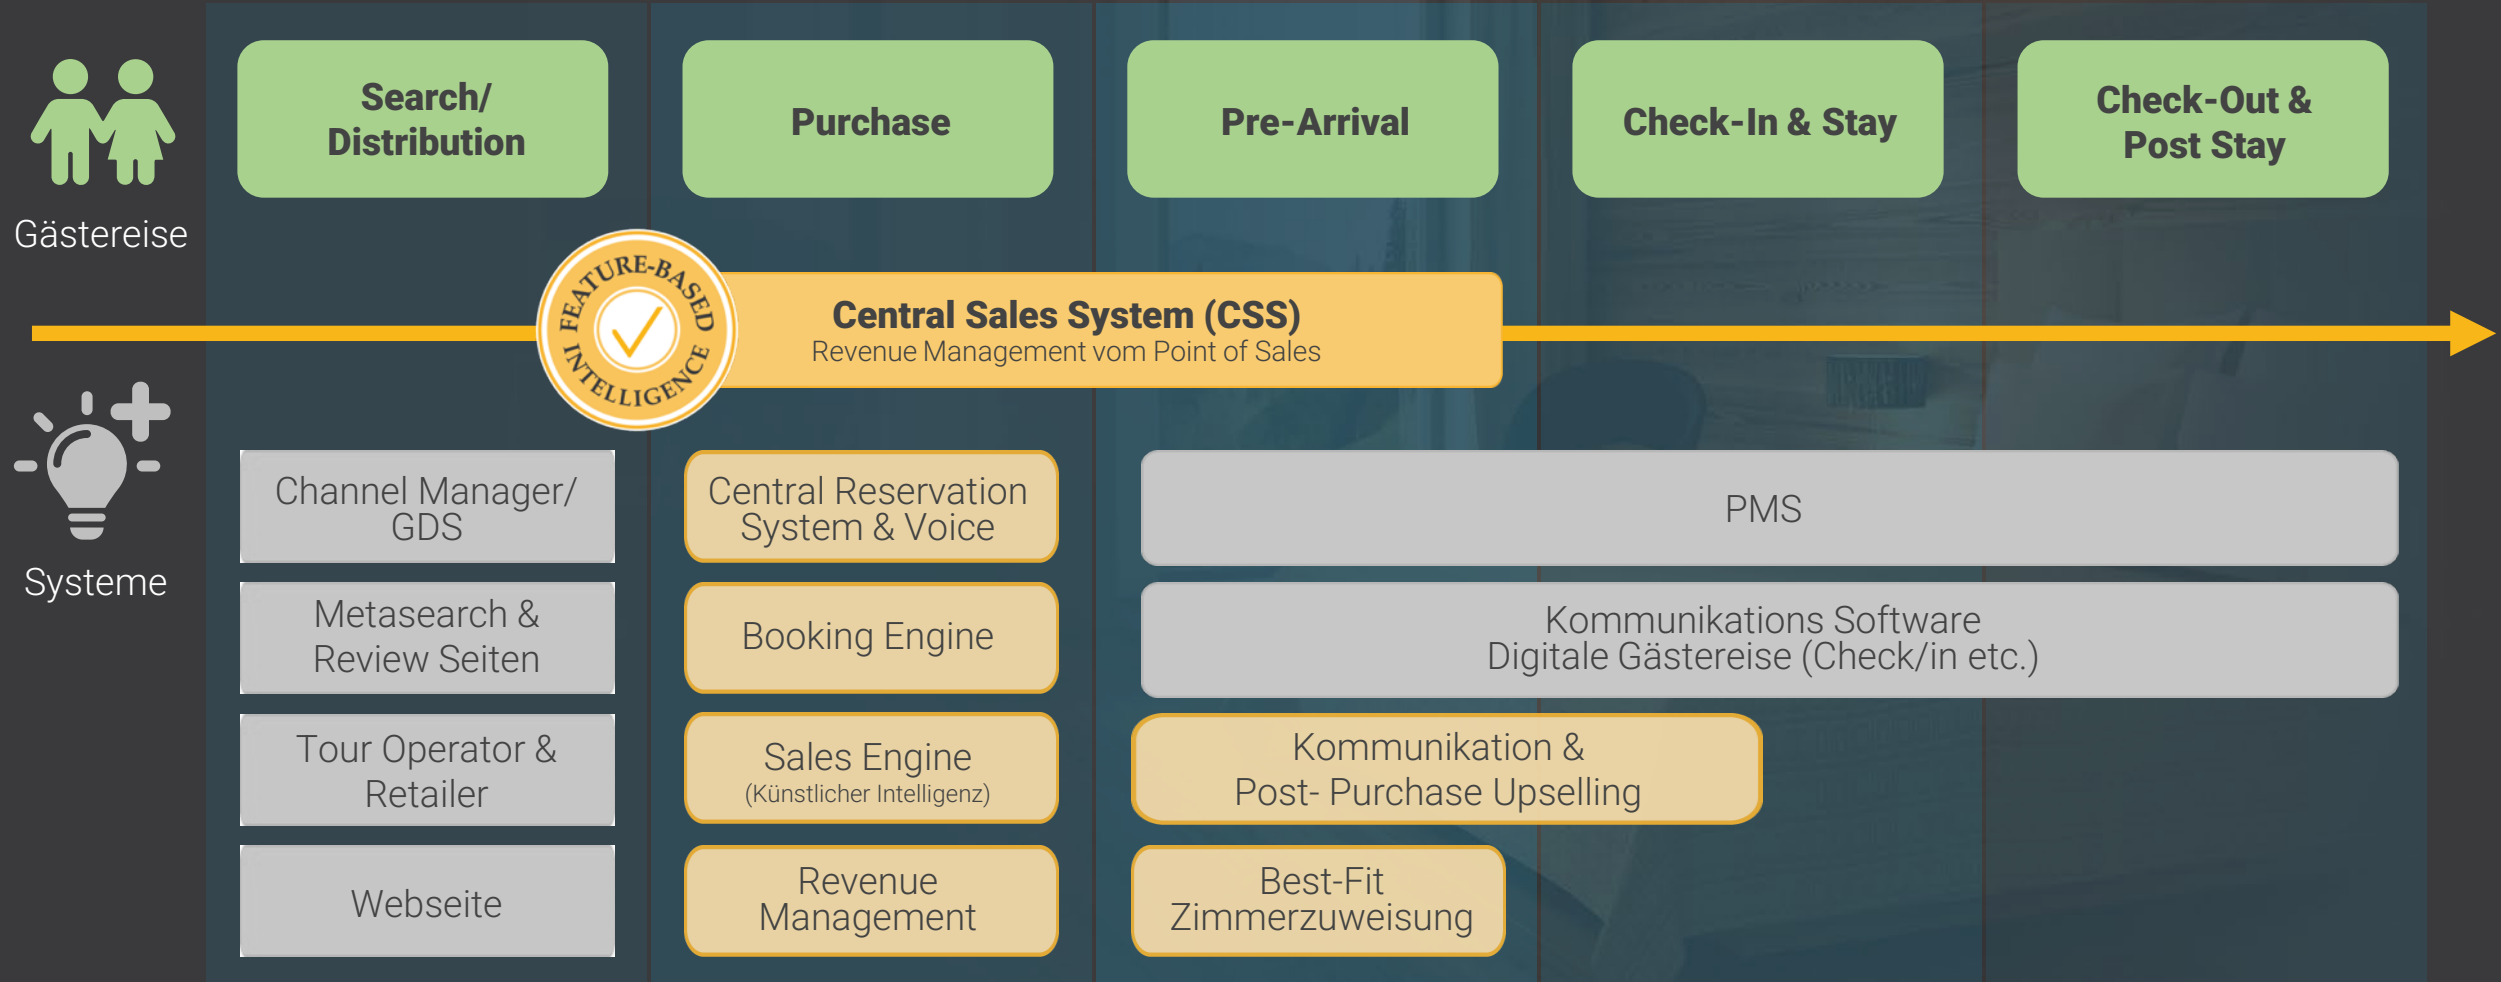 Search/
Distribution
Purchase
Pre-Arrival
Check-In & Stay
Check-Out &
Post Stay
Gästereise
FEATURE-BASED
INTELLIGENCE
Central Sales System (CSS)
Revenue Management vom Point of Sales
Systeme
Channel Manager/
GDS
Central Reservation
System & Voice
PMS
Metasearch &
Review Seiten
Booking Engine
Kommunikations Software
Digitale Gästereise (Check/in etc.)
Tour Operator &
Retailer
Sales Engine
(Künstlicher Intelligenz)
Kommunikation &
Post- Purchase Upselling
Webseite
Revenue
Management
Best-Fit
Zimmerzuweisung